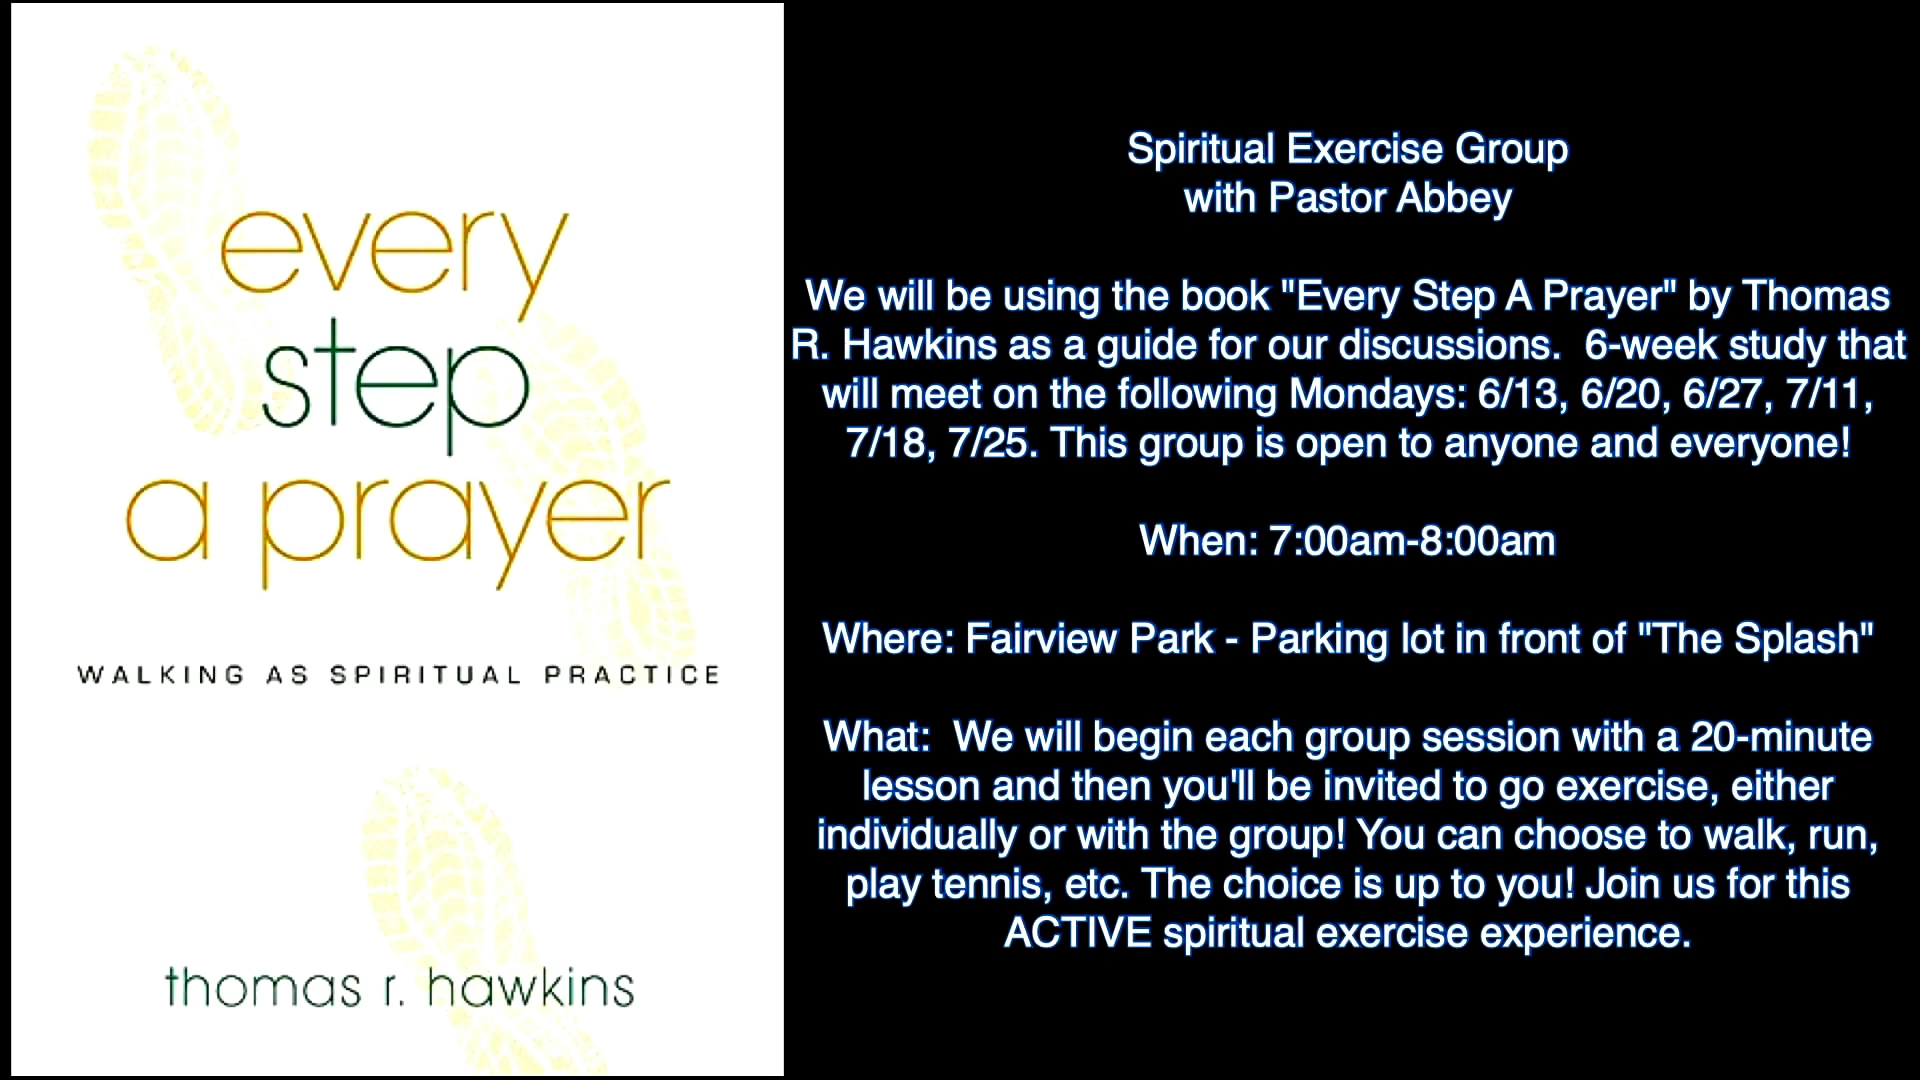 every
step
a prayer
WALKING AS SPIRITUAL PRACTICE
thomas r. hawkins
Spiritual Exercise Group
with Pastor Abbey
We will be using the book "Every Step A Prayer" by Thomas
R. Hawkins as a guide for our discussions.  6-week study that
will meet on the following Mondays: 6/13, 6/20, 6/27, 7/11,
7/18, 7/25. This group is open to anyone and everyone!
When: 7:00am-8:00am
Where: Fairview Park - Parking lot in front of "The Splash"
What:  We will begin each group session with a 20-minute
lesson and then you'll be invited to go exercise, either
individually or with the group! You can choose to walk, run,
play tennis, etc. The choice is up to you! Join us for this
ACTIVE spiritual exercise experience.